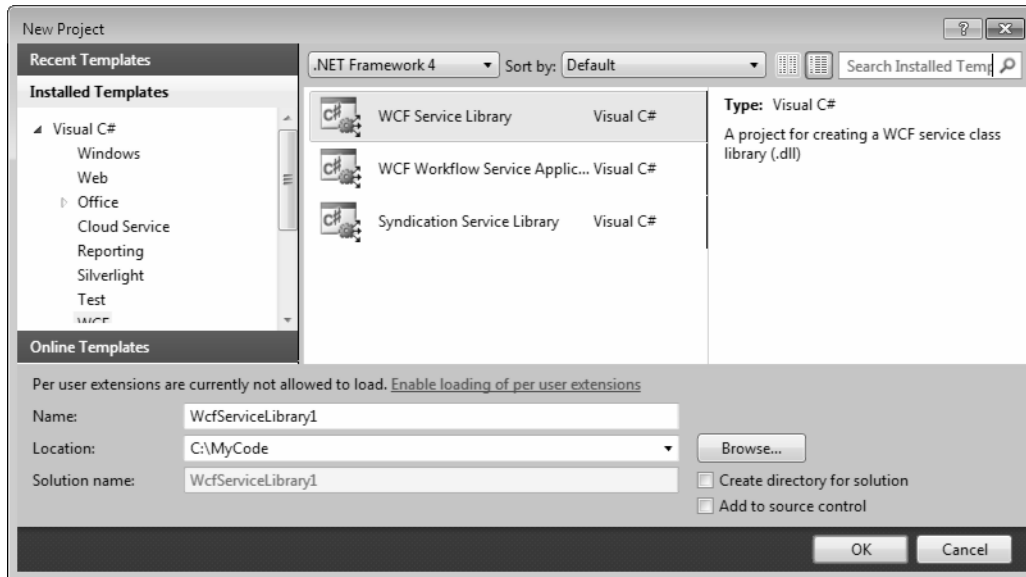 New Project
Recent Templates
Installed Templates
Visual C#
Windows
Web
Office
Cloud Service
Reporting
Silverlight
Test
WCF
Online Templates
.NET Framework 4
Sort by: Default
Search Installed Temp
WCF Service Library Visual C#
WCF Workflow Service Applic... Visual C#
Syndication Service Library Visual C#
Type: Visual C#
A project for creating a WCF service class
library (.dll)
Per user extensions are currently not allowed to load. Enable loading of per user extensions
Name: WcfServiceLibrary1
Location: C:\MyCode
Browse...
Solution name: WcfServiceLibrary1
Create directory for solution
Add to source control
OK Cancel